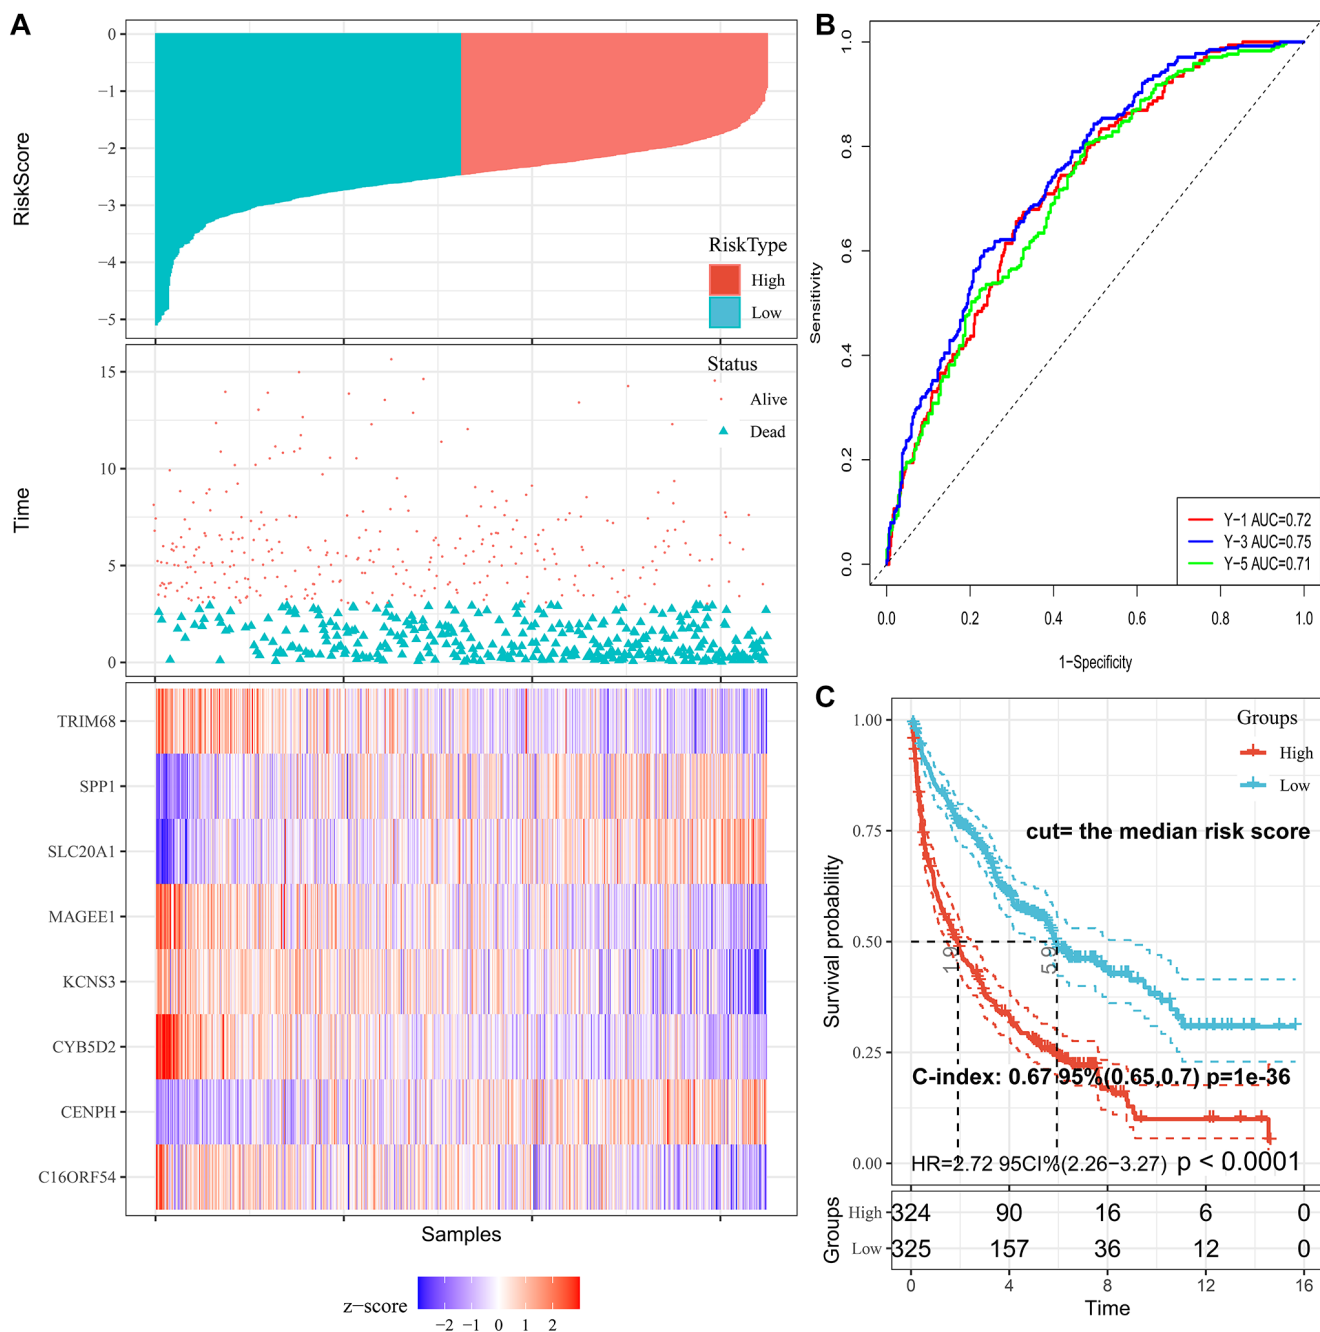 A
RiskScore
0
−1
−2
−3
−4
−5
RiskType
High
Low
Time
15
10
5
0
Status
Alive
Dead
TRIM68
SPP1
SLC20A1
MAGEE1
KCNS3
CYB5D2
CENPH
C16ORF54
Samples
z−score
−2 −1 0 1 2
B
Sensitivity
1.0
0.8
0.6
0.4
0.2
0.0
Y−1 AUC=0.72
Y−3 AUC=0.75
Y−5 AUC=0.71
0.0 0.2 0.4 0.6 0.8 1.0
1−Specificity
C
Survival probability
1.00
0.75
0.50
0.25
0.00
Groups
High
Low
cut= the median risk score
1.9
5.9
C-index: 0.67 95%(0.65,0.7) p=1e-36
HR=2.72 95CI%(2.26−3.27) p < 0.0001
Groups
High 324 90 16 6 0
Low 325 157 36 12 0
0 4 8 12 16
Time